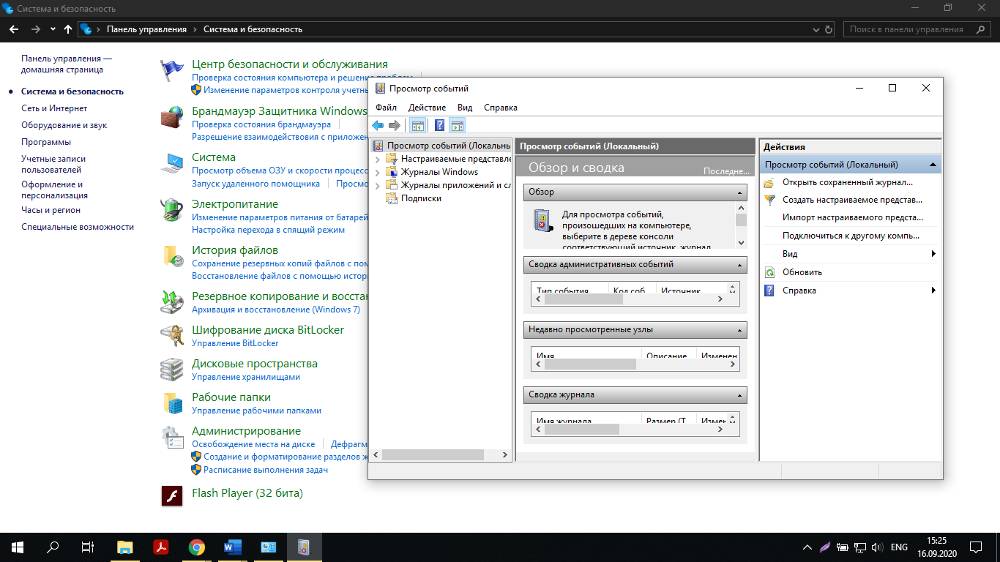 Система и безопасность
Панель управления › Система и безопасность
Поиск в панели управления
Панель управления —
домашняя страница
Система и безопасность
Сеть и Интернет
Оборудование и звук
Программы
Учетные записи
пользователей
Оформление и
персонализация
Часы и регион
Специальные возможности
Центр безопасности и обслуживания
Проверка состояния компьютера и решение проблем
Изменение параметров контроля учетн
Брандмауэр Защитника Windows
Проверка состояния брандмауэра
Разрешение взаимодействия с приложен
Система
Просмотр объема ОЗУ и скорости процесс
Запуск удаленного помощника
Просмо
Электропитание
Изменение параметров питания от батарей
Настройка перехода в спящий режим
История файлов
Сохранение резервных копий файлов с пом
Восстановление файлов с помощью истори
Резервное копирование и восстан
Архивация и восстановление (Windows 7)
Шифрование диска BitLocker
Управление BitLocker
Дисковые пространства
Управление хранилищами
Рабочие папки
Управление рабочими папками
Администрирование
Освобождение места на диске
Дефрагм
Создание и форматирование разделов ж
Расписание выполнения задач
Flash Player (32 бита)
Просмотр событий
Файл Действие Вид Справка
Просмотр событий (Локальн
Настраиваемые представле
Журналы Windows
Журналы приложений и сл
Подписки
Просмотр событий (Локальный)
Обзор и сводка
Последне...
Обзор
Для просмотра событий,
произошедших на компьютере,
выберите в дереве консоли
соответствующий источник, журнал
Сводка административных событий
Тип события Код соб Источник
Недавно просмотренные узлы
Имя Описание Изменен
Сводка журнала
Имя журнала Размер (Т Измен
Действия
Просмотр событий (Локальный)
Открыть сохраненный журнал...
Создать настраиваемое представ...
Импорт настраиваемого предста...
Подключиться к другому компь...
Вид
Обновить
Справка
ENG
15:25
16.09.2020